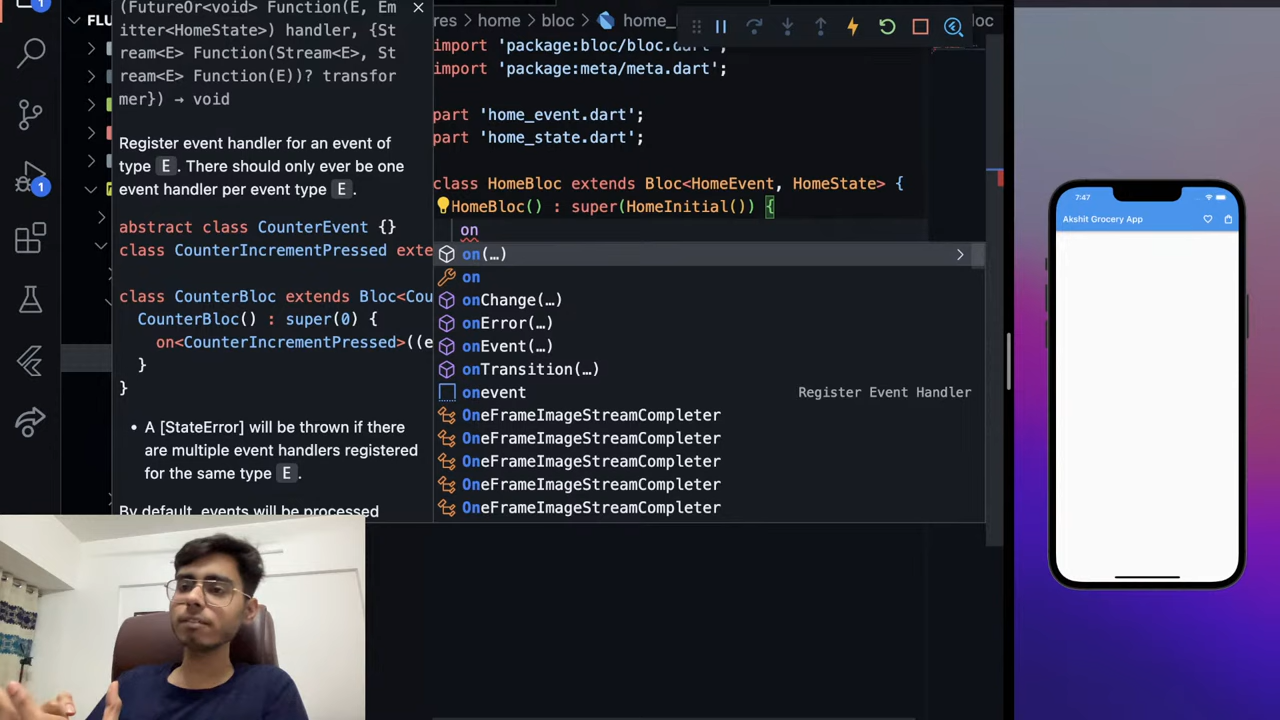 FLU
(FutureOr<void> Function(E, Em
itter<HomeState>) handler, {St
ream<E> Function(Stream<E>, St
ream<E> Function(E))? transfor
mer}) → void
Register event handler for an event of
type E. There should only ever be one
event handler per event type E.
abstract class CounterEvent {}
class CounterIncrementPressed exte
class CounterBloc extends Bloc<Cou
CounterBloc() : super(0) {
on<CounterIncrementPressed>((e
}
}
• A [StateError] will be thrown if there
are multiple event handlers registered
for the same type E.
By default, events will be processed
1
res > home > bloc > home_
oc
import 'package:bloc/bloc.dart';
import 'package:meta/meta.dart';
part 'home_event.dart';
part 'home_state.dart';
class HomeBloc extends Bloc<HomeEvent, HomeState> {
HomeBloc() : super(HomeInitial()) {
on
on(…)
on
onChange(…)
onError(…)
onEvent(…)
onTransition(…)
onevent Register Event Handler
OneFrameImageStreamCompleter
OneFrameImageStreamCompleter
OneFrameImageStreamCompleter
OneFrameImageStreamCompleter
OneFrameImageStreamCompleter
7:47
Akshit Grocery App